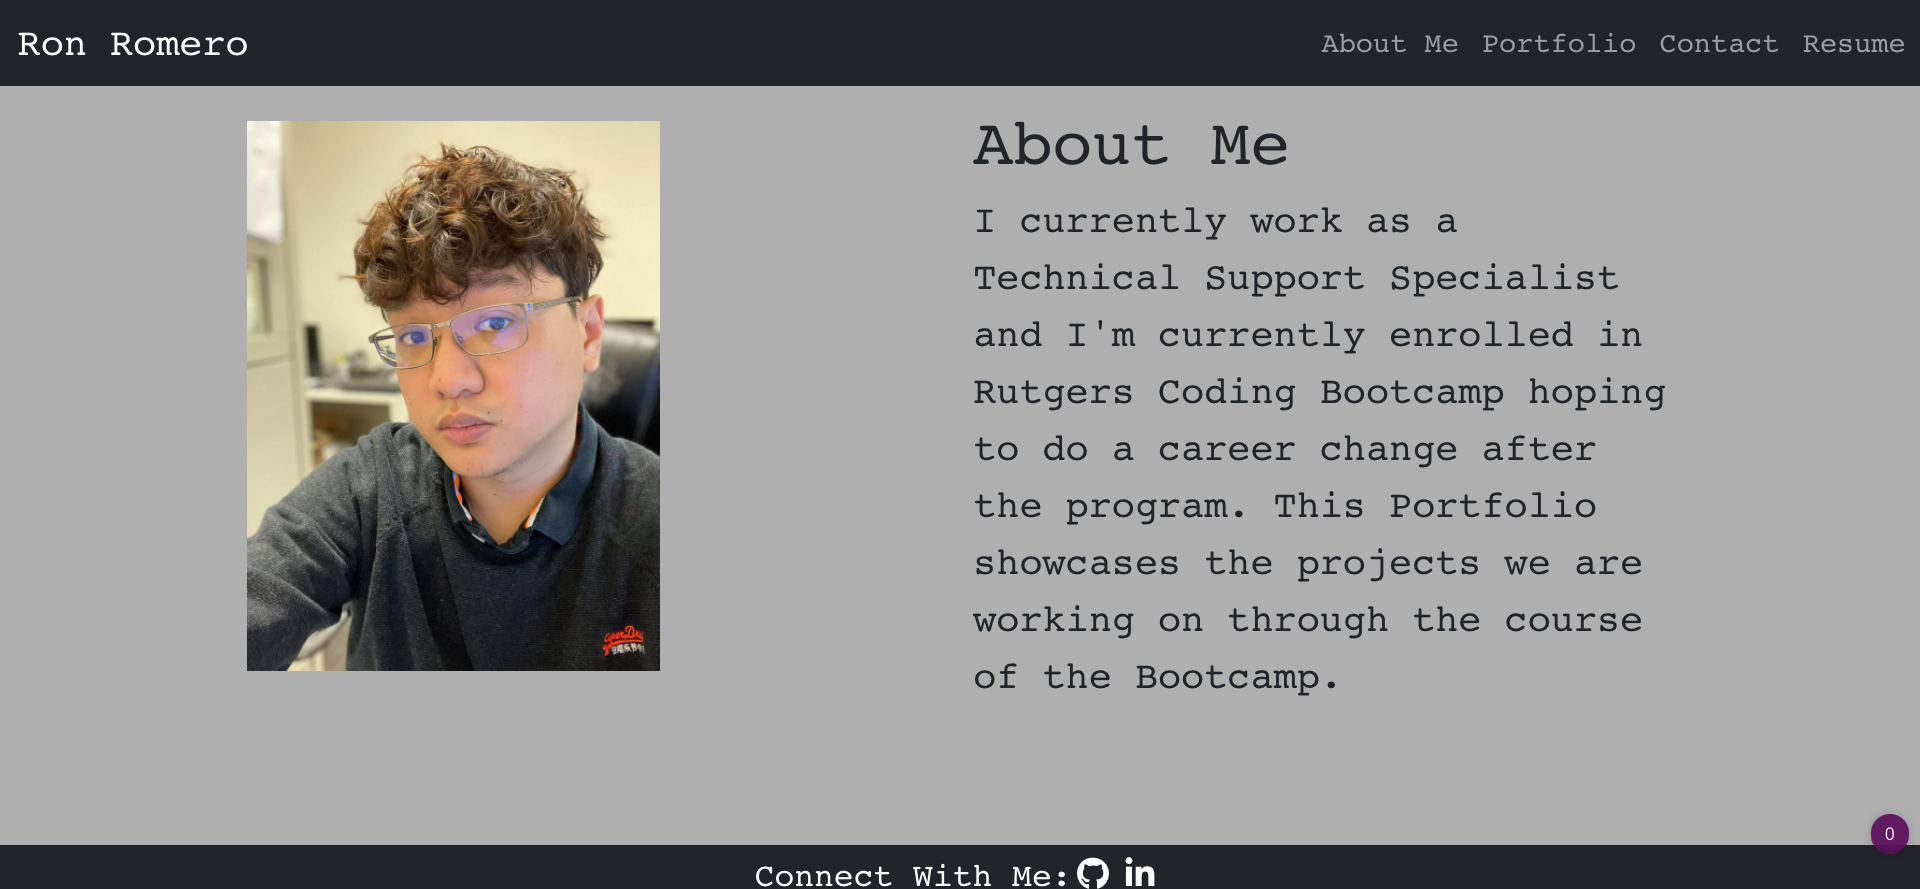 Ron Romero
About Me Portfolio Contact Resume
About Me
I currently work as a
Technical Support Specialist
and I'm currently enrolled in
Rutgers Coding Bootcamp hoping
to do a career change after
the program. This Portfolio
showcases the projects we are
working on through the course
of the Bootcamp.
0
Connect With Me:
in